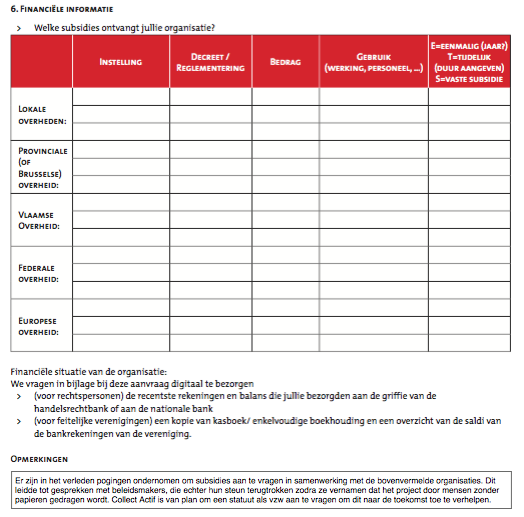 6. Financiële informatie
> Welke subsidies ontvangt jullie organisatie?
Instelling
Decreet /
Reglementering
Bedrag
Gebruik
(werking, personeel, ...)
E=eenmalig (jaar?)
T=tijdelijk
(duur aangeven)
S=vaste subsidie
Lokale
overheden:
Provinciale
(of
Brusselse)
overheid:
Vlaamse
Overheid:
Federale
overheid:
Europese
overheid:
Financiële situatie van de organisatie:
We vragen in bijlage bij deze aanvraag digitaal te bezorgen
> (voor rechtspersonen) de recentste rekeningen en balans die jullie bezorgden aan de griffie van de
handelsrechtbank of aan de nationale bank
> (voor feitelijke verenigingen) een kopie van kasboek/ enkelvoudige boekhouding en een overzicht van de saldi van
de bankrekeningen van de vereniging.
Opmerkingen
Er zijn in het verleden pogingen ondernomen om subsidies aan te vragen in samenwerking met de bovenvermelde organisaties. Dit
leidde tot gesprekken met beleidsmakers, die echter hun steun terugtrokken zodra ze vernamen dat het project door mensen zonder
papieren gedragen wordt. Collect Actif is van plan om een statuut als vzw aan te vragen om dit naar de toekomst toe te verhelpen.